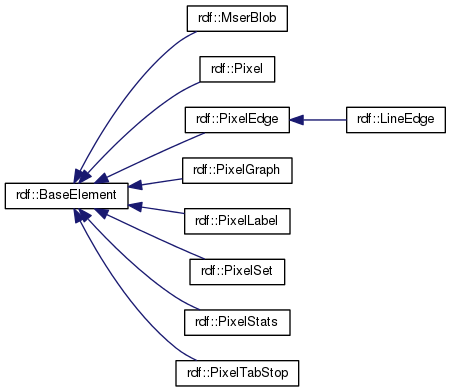 rdf::MserBlob
rdf::Pixel
rdf::PixelEdge
rdf::LineEdge
rdf::PixelGraph
rdf::BaseElement
rdf::PixelLabel
rdf::PixelSet
rdf::PixelStats
rdf::PixelTabStop